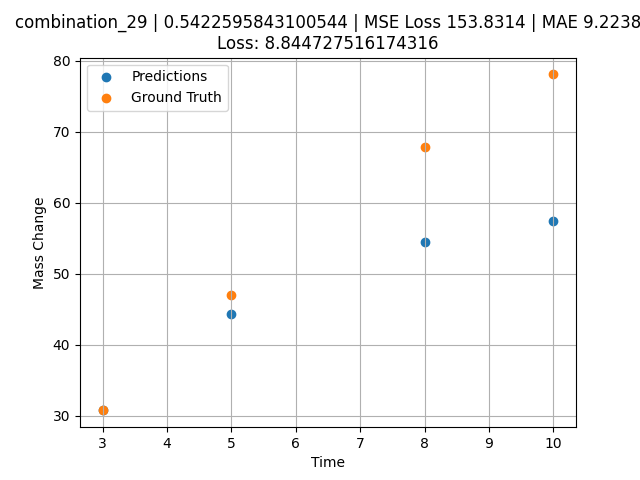 combination_29 | 0.5422595843100544 | MSE Loss 153.8314 | MAE 9.2238
Loss: 8.844727516174316
Predictions
Ground Truth
80
70
60
50
40
30
Mass Change
3 4 5 6 7 8 9 10
Time